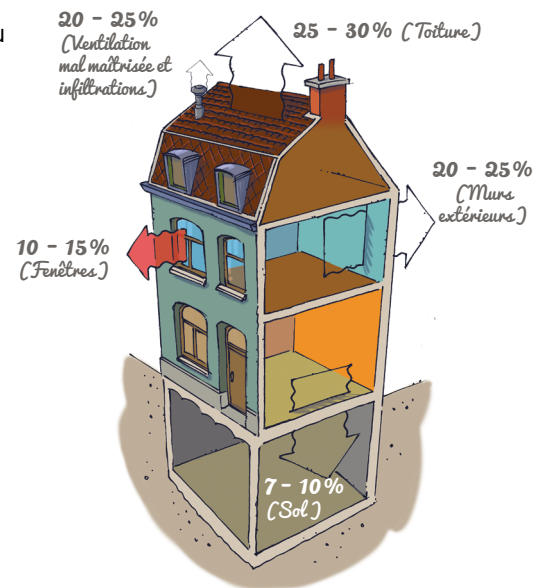 u
20 - 25%
(Ventilation
mal maîtrisée et
infiltrations)
25 - 30% (Toiture)
20 - 25%
(Murs
extérieurs)
10 - 15%
(Fenêtres)
7 - 10%
(Sol)